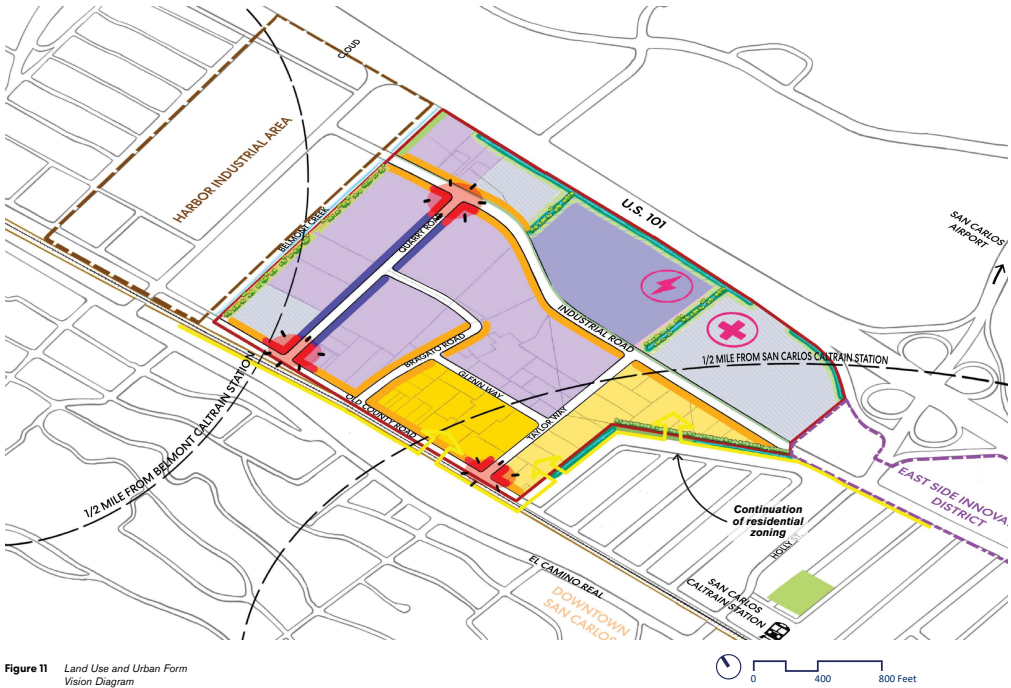 CLOUD
HARBOR INDUSTRIAL AREA
BELMONT CREEK
QUARRY ROAD
U.S. 101
SAN CARLOS
AIRPORT
INDUSTRIAL ROAD
1/2 MILE FROM SAN CARLOS CALTRAIN STATION
BRAGATO ROAD
GLENN WAY
OLD COUNTY ROAD
TAYLOR WAY
1/2 MILE FROM BELMONT CALTRAIN STATION
EAST SIDE INNOVA
DISTRICT
Continuation
of residential
zoning
HOLLY ST
EL CAMINO REAL
SAN CARLOS
CALTRAIN STATION
DOWNTOWN
SAN CARLOS
Figure 11 Land Use and Urban Form
Vision Diagram
0 400 800 Feet